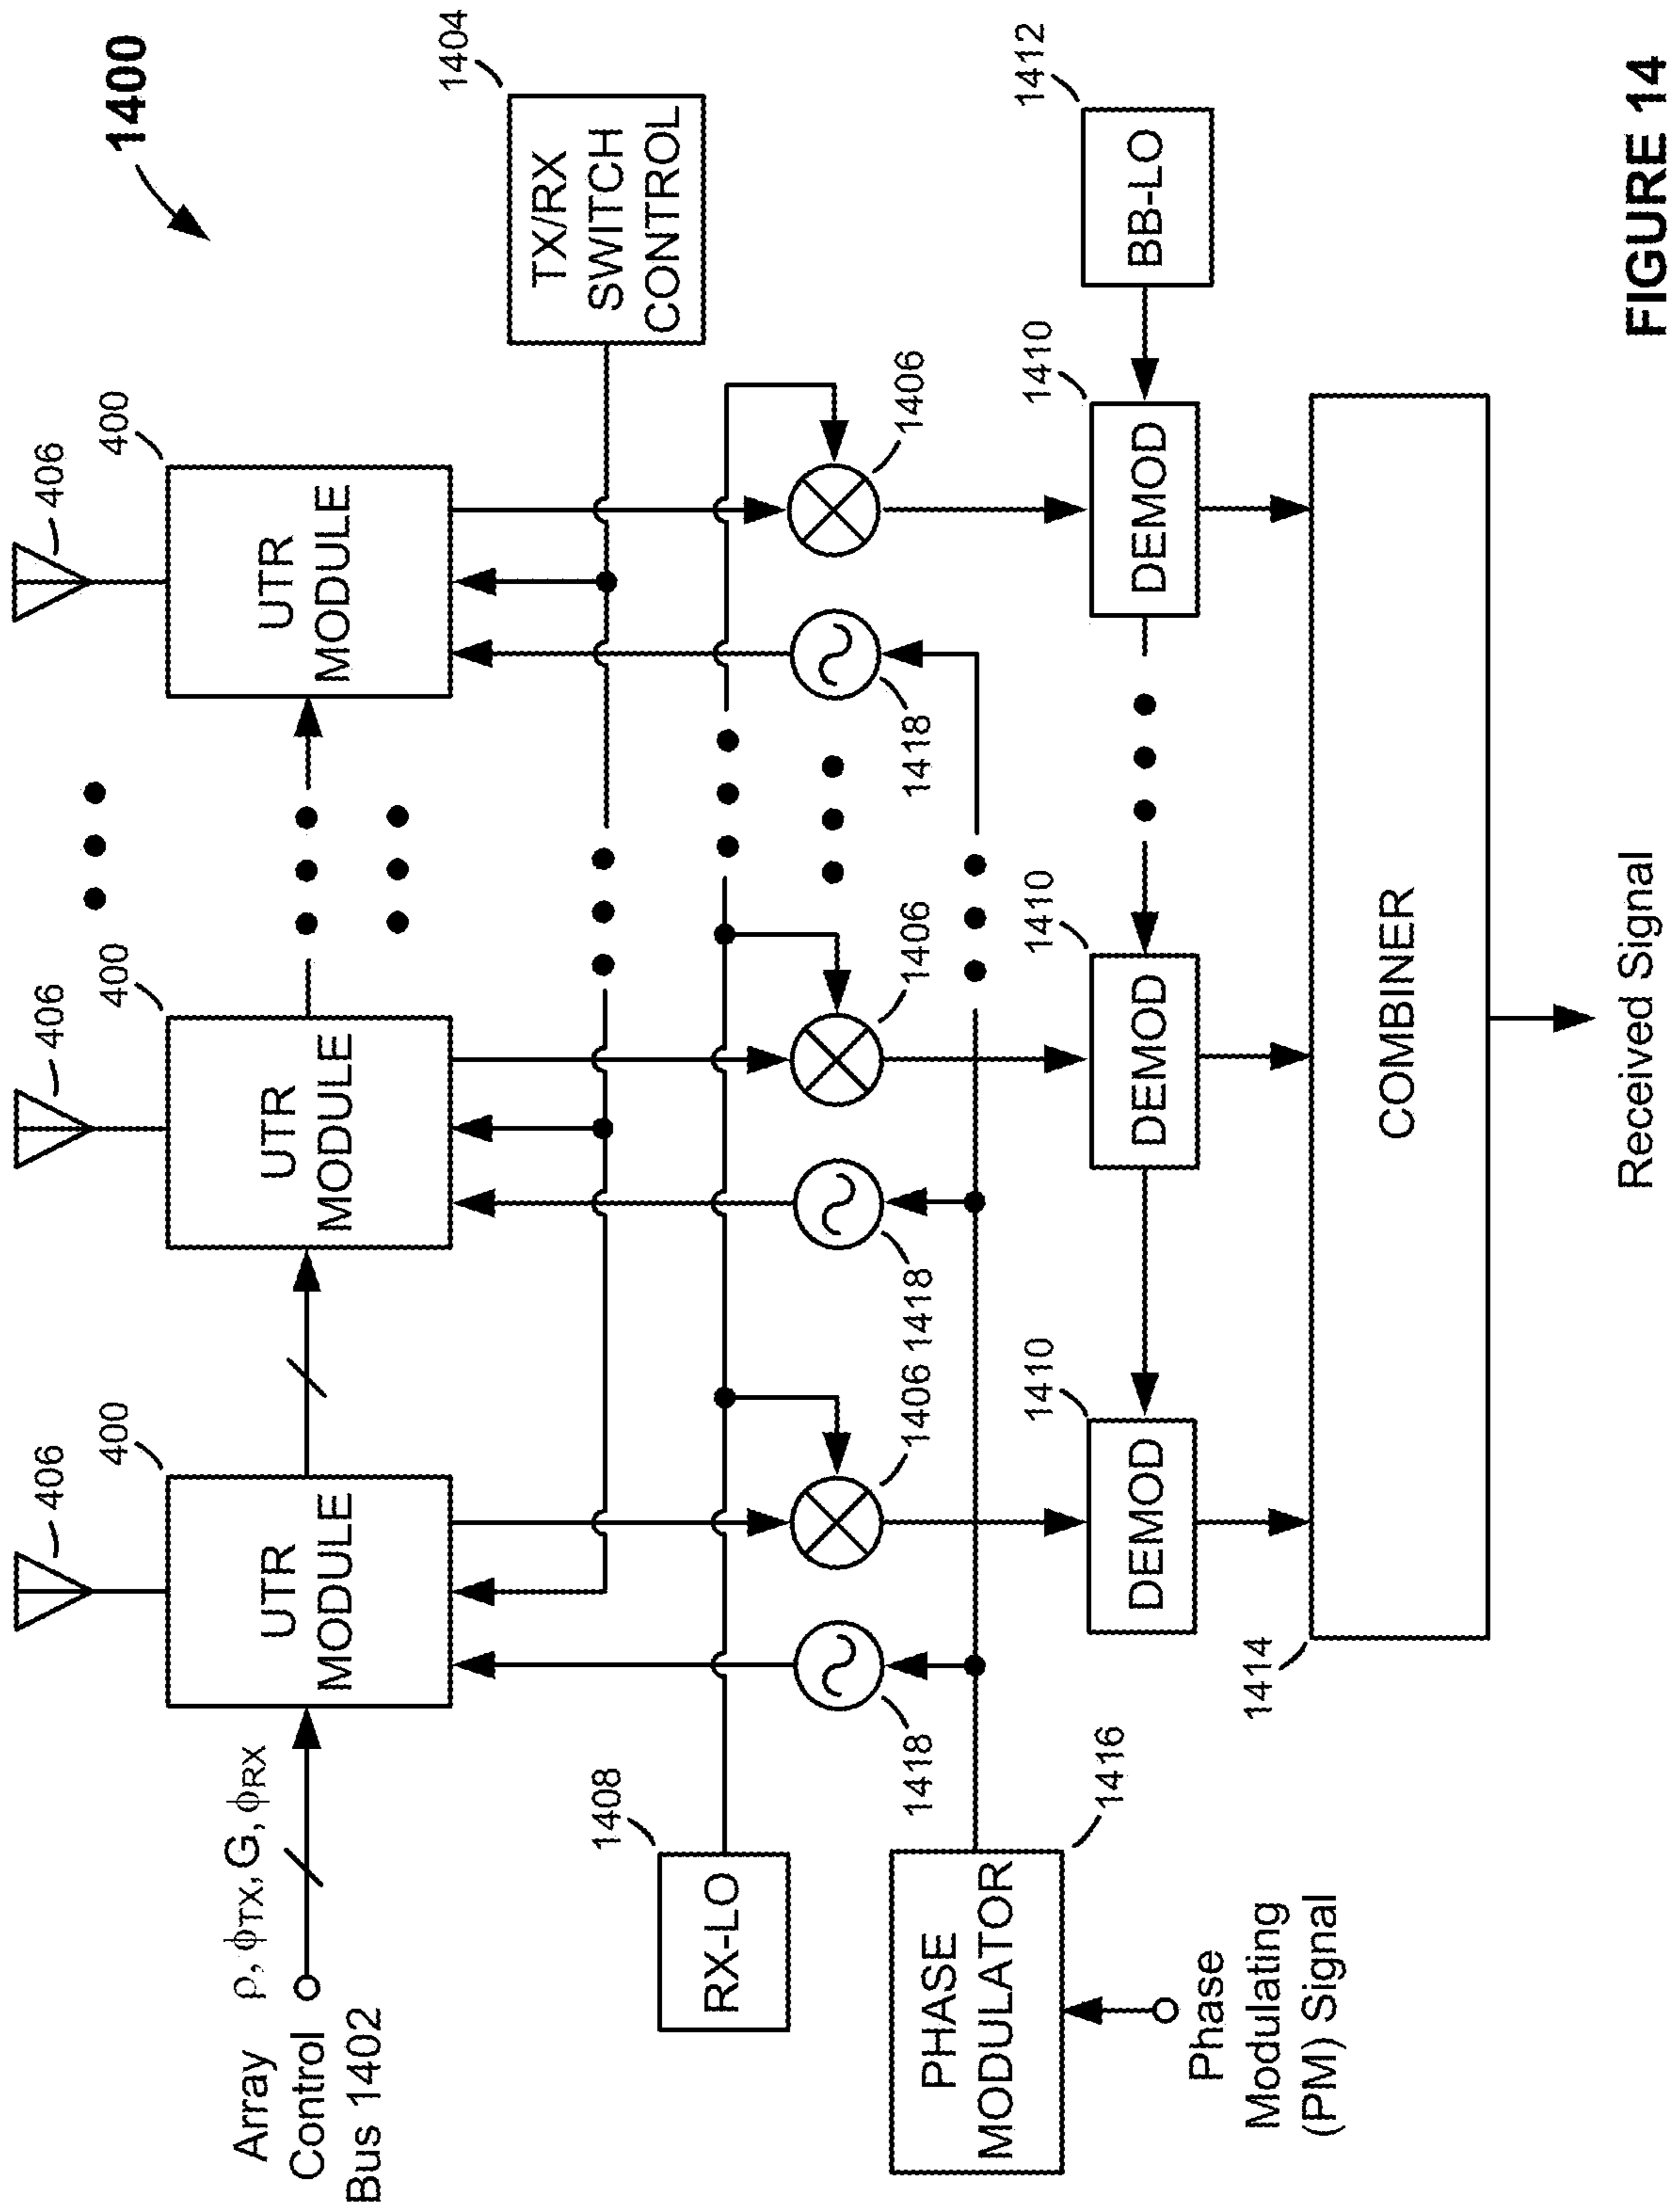 1400
406
406
406
400
400
400
UTR
MODULE
UTR
MODULE
UTR
MODULE
ρ, ϕTX, G, ϕRX
Array
Control
Bus 1402
1404
TX/RX
SWITCH
CONTROL
1408
RX-LO
1406
1406
1406
1418
1418
1418
PHASE
MODULATOR
1416
Phase
Modulating
(PM) Signal
1410
1410
1410
1412
DEMOD
DEMOD
DEMOD
BB-LO
1414
COMBINER
Received Signal
FIGURE 14